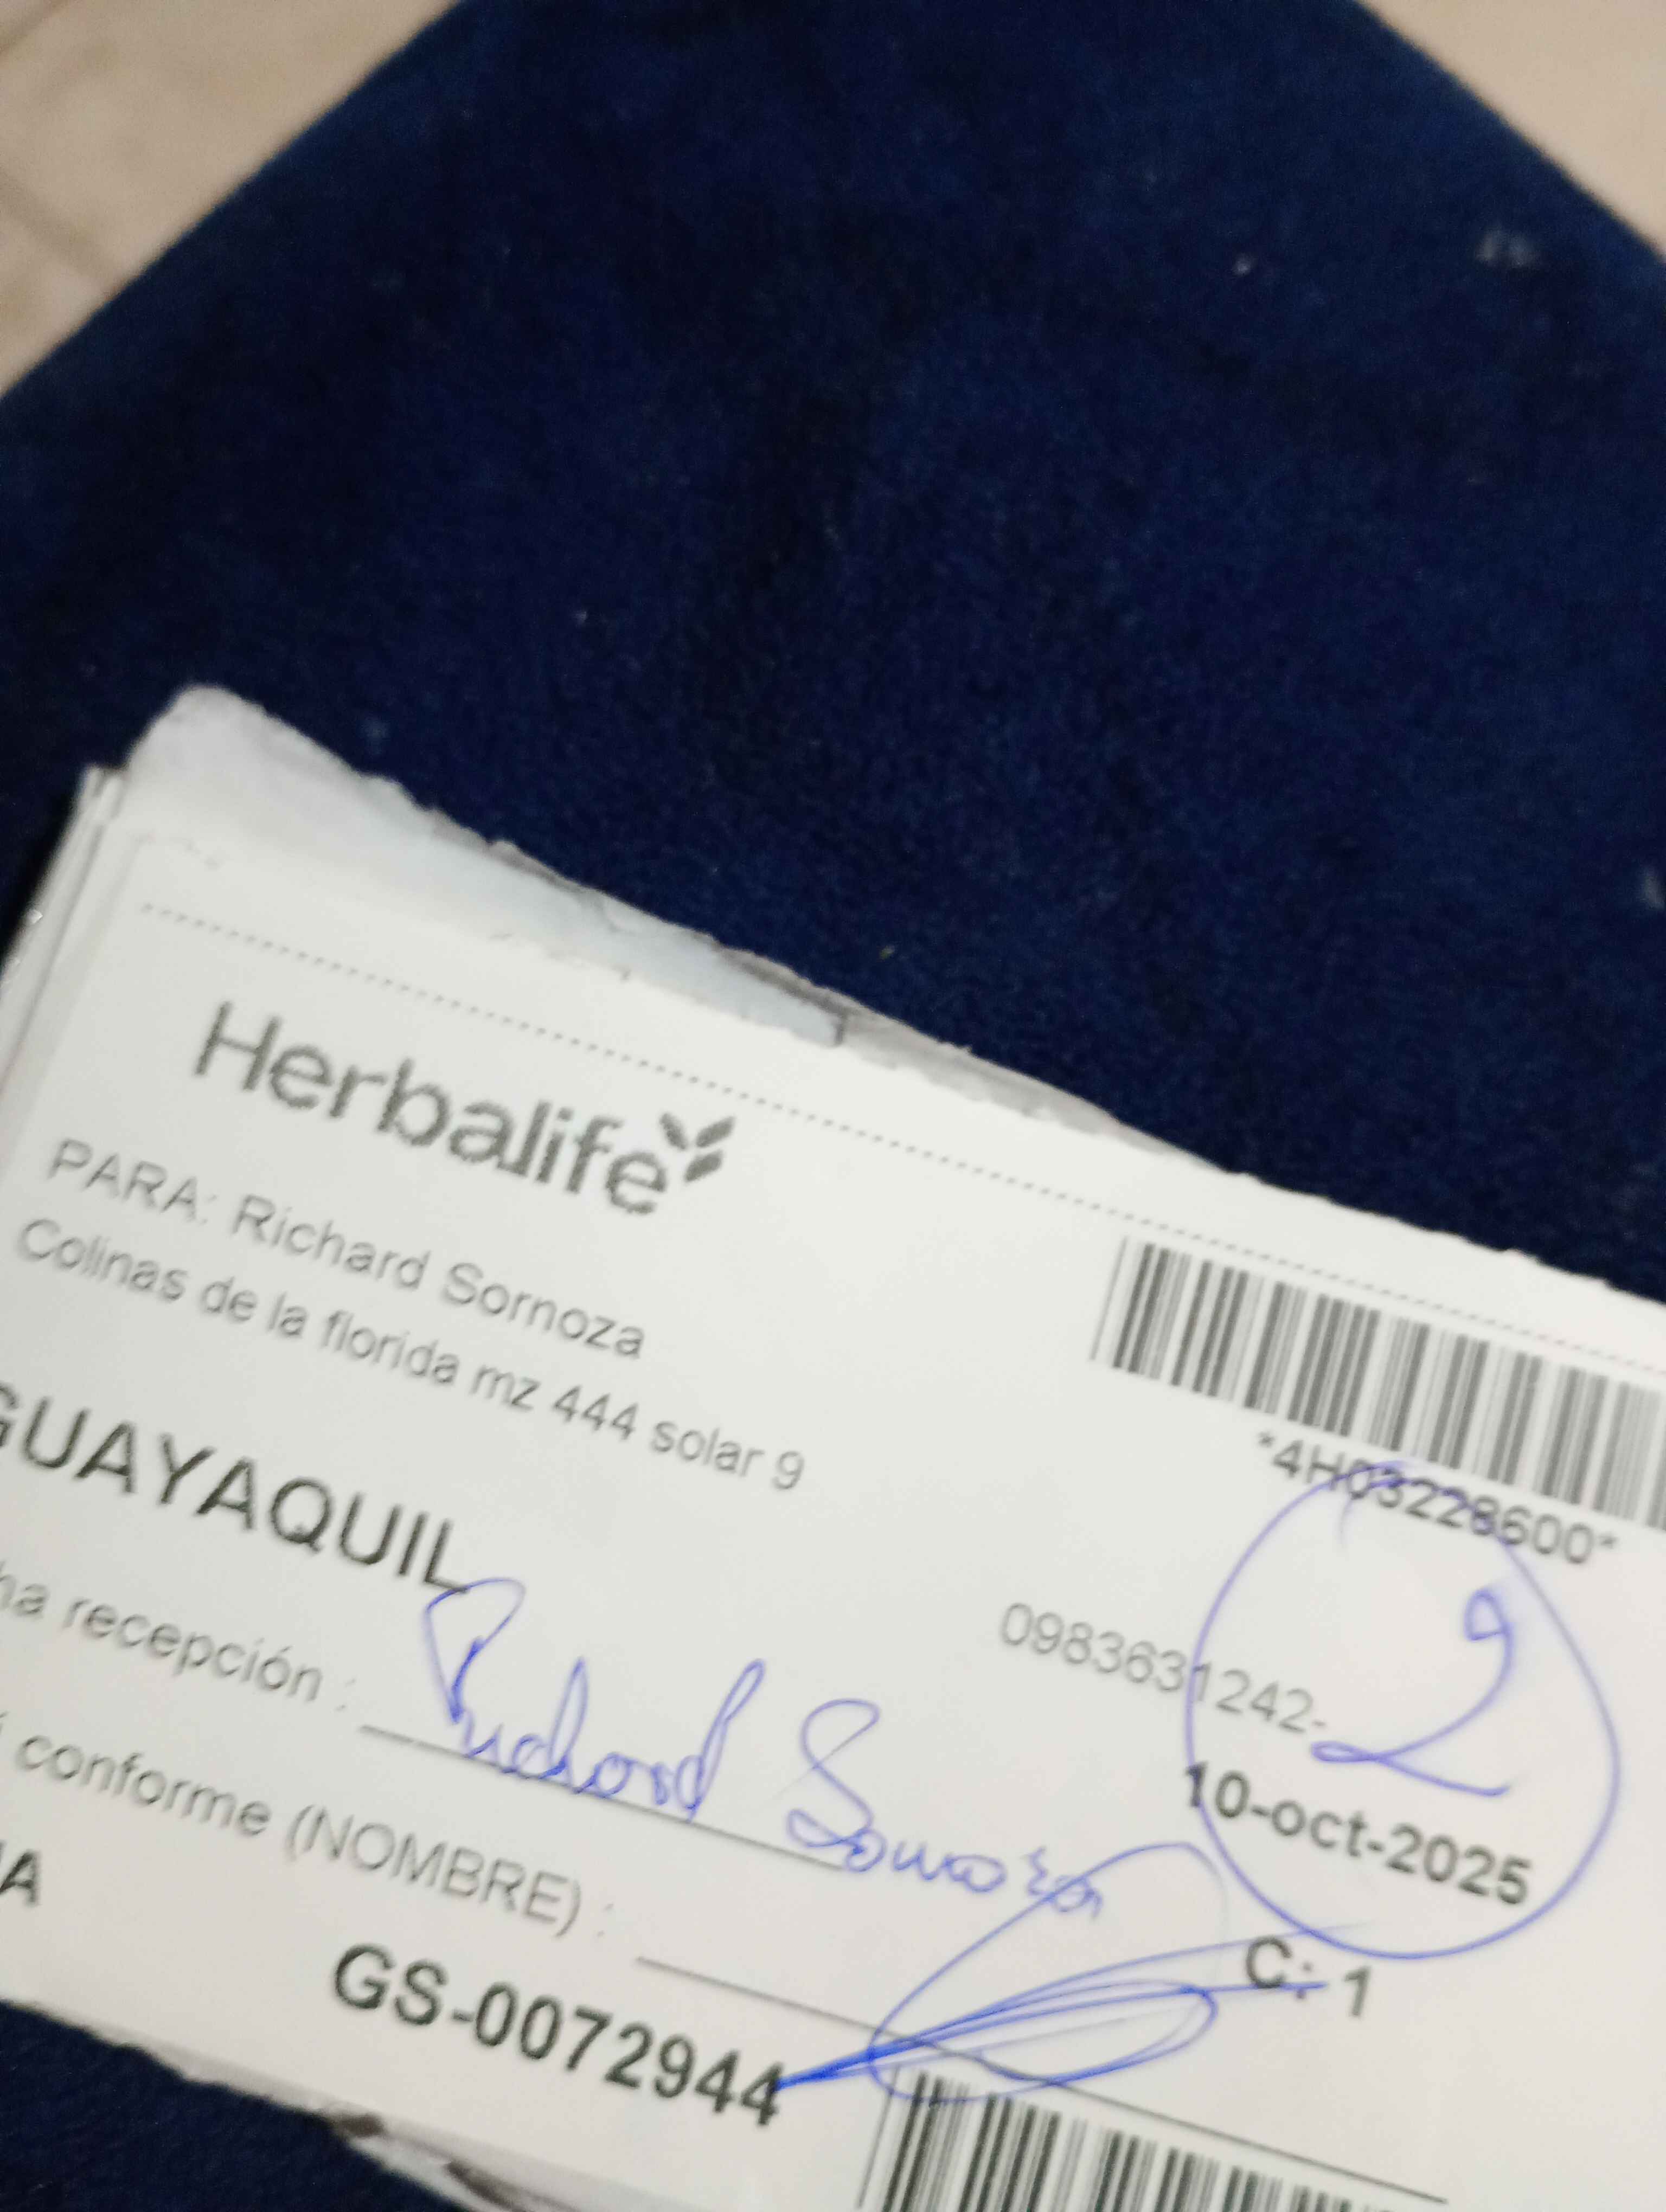 Herbalife
PARA: Richard Sornoza
Colinas de la florida mz 444 solar 9
*4H03228600*
GUAYAQUIL
0983631242-
2
10-oct-2025
ha recepción : Richard Sornoza
conforme (NOMBRE) :
C: 1
GS-0072944